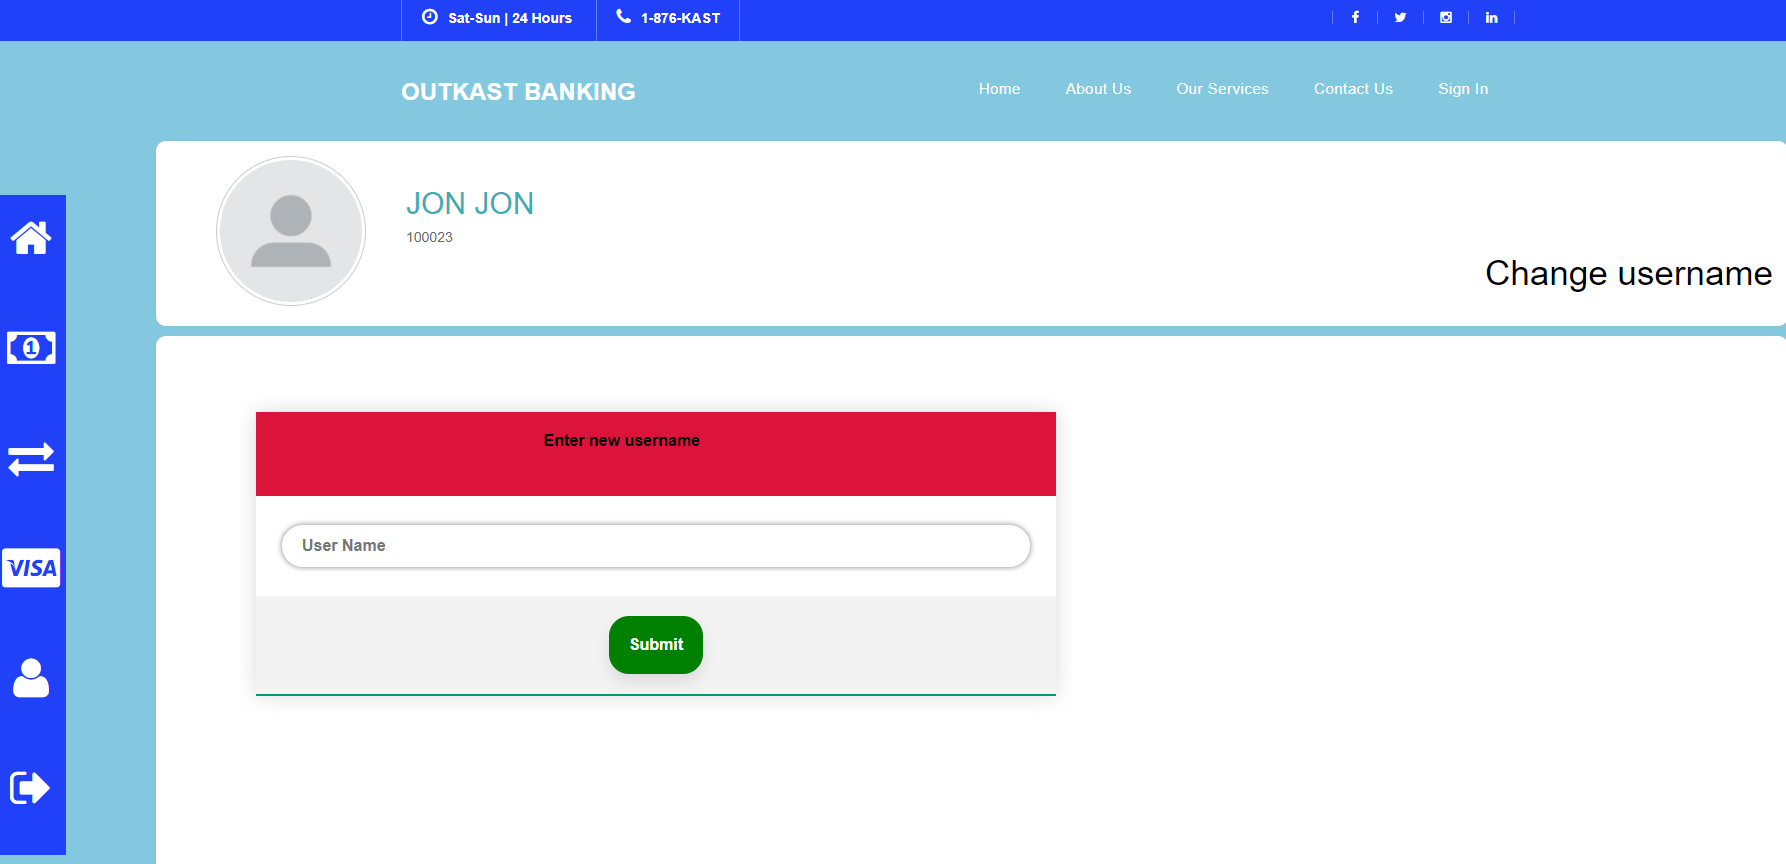 Sat-Sun | 24 Hours
1-876-KAST
OUTKAST BANKING
Home
About Us
Our Services
Contact Us
Sign In
JON JON
100023
Change username
1
VISA
Enter new username
User Name
Submit